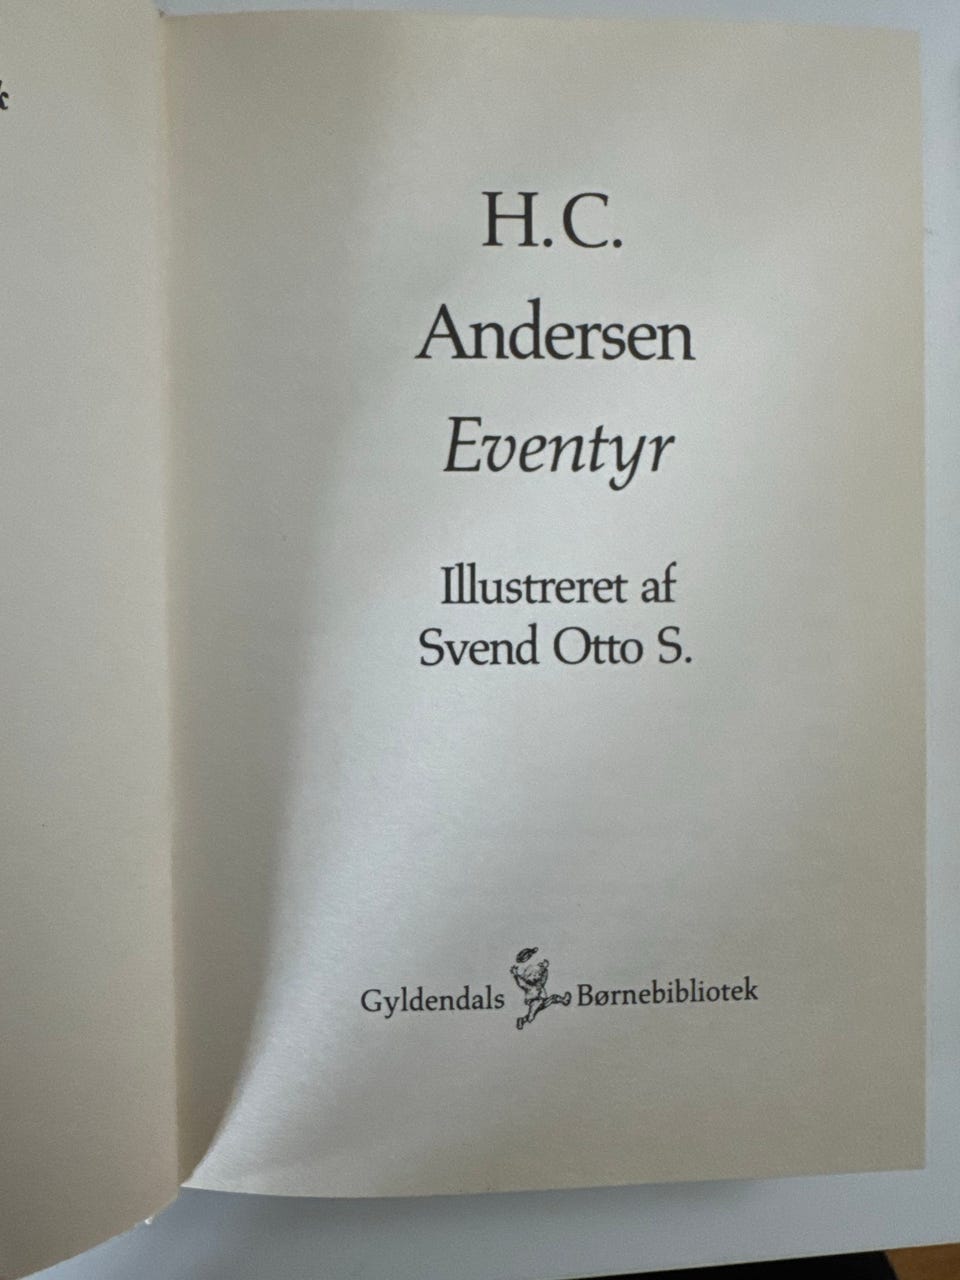 H.C.
Andersen
Eventyr
Illustreret af
Svend Otto S.
Gyldendals Børnebibliotek